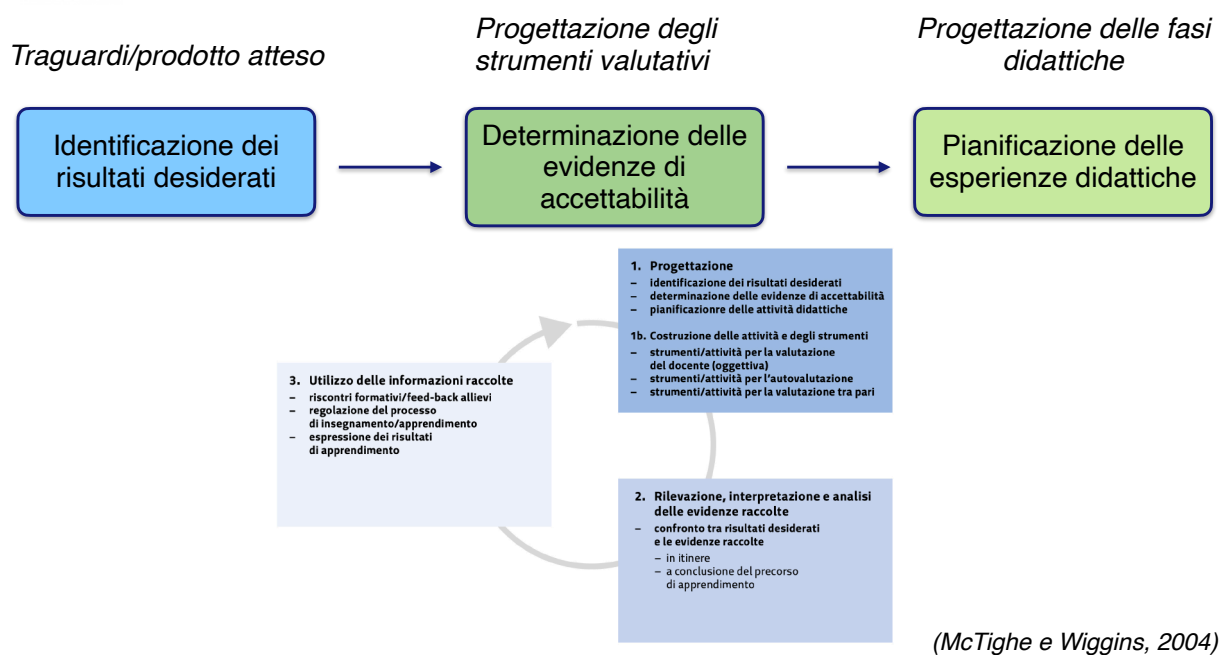 Traguardi/prodotto atteso
Progettazione degli
strumenti valutativi
Progettazione delle fasi
didattiche
Identificazione dei
risultati desiderati
Determinazione delle
evidenze di
accettabilità
Pianificazione delle
esperienze didattiche
1. Progettazione
– identificazione dei risultati desiderati
– determinazione delle evidenze di accettabilità
– pianificazionre delle attività didattiche
1b. Costruzione delle attività e degli strumenti
– strumenti/attività per la valutazione
del docente (oggettiva)
– strumenti/attività per l'autovalutazione
– strumenti/attività per la valutazione tra pari
3. Utilizzo delle informazioni raccolte
– riscontri formativi/feed-back allievi
– regolazione del processo
di insegnamento/apprendimento
– espressione dei risultati
di apprendimento
2. Rilevazione, interpretazione e analisi
delle evidenze raccolte
– confronto tra risultati desiderati
e le evidenze raccolte
– in itinere
– a conclusione del precorso
di apprendimento
(McTighe e Wiggins, 2004)